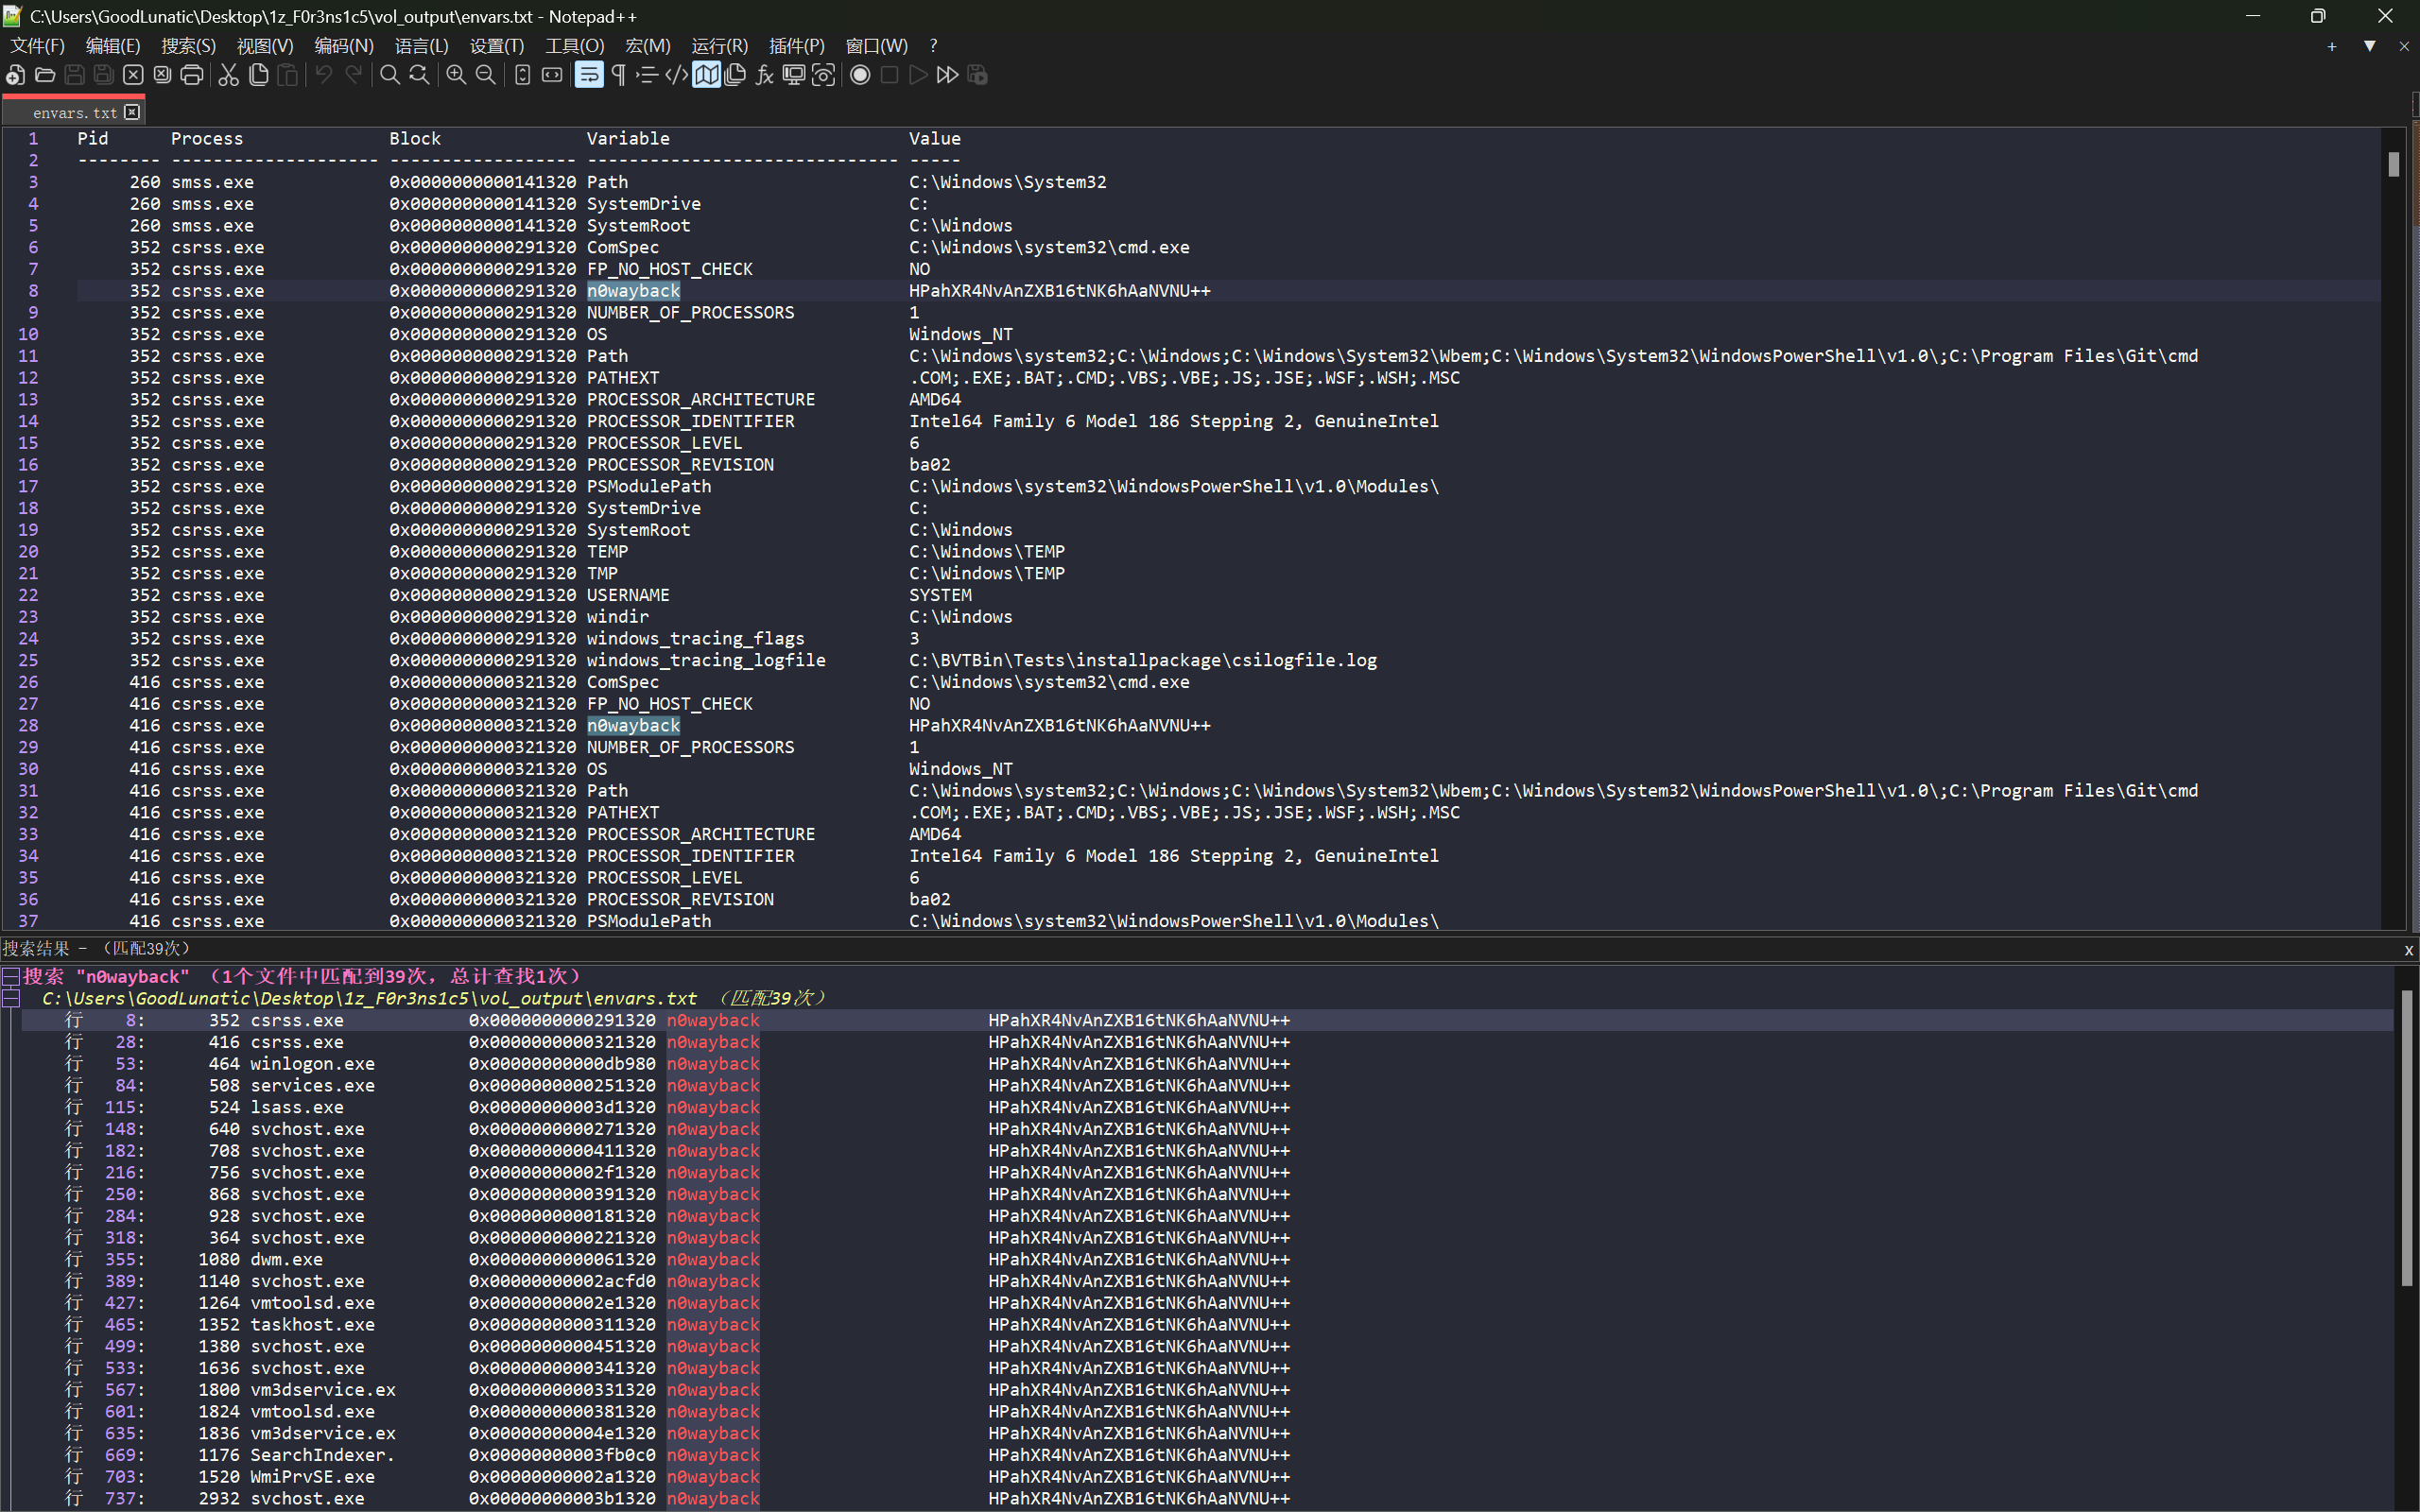 C:\Users\GoodLunatic\Desktop\1z_F0r3ns1c5\vol_output\envars.txt - Notepad++
文件(F) 编辑(E) 搜索(S) 视图(V) 编码(N) 语言(L) 设置(T) 工具(O) 宏(M) 运行(R) 插件(P) 窗口(W) ?
envars.txt
1 Pid Process Block Variable Value
2 -------- -------------------- ------------------ ------------------------------ -----
3 260 smss.exe 0x0000000000141320 Path C:\Windows\System32
4 260 smss.exe 0x0000000000141320 SystemDrive C:
5 260 smss.exe 0x0000000000141320 SystemRoot C:\Windows
6 352 csrss.exe 0x0000000000291320 ComSpec C:\Windows\system32\cmd.exe
7 352 csrss.exe 0x0000000000291320 FP_NO_HOST_CHECK NO
8 352 csrss.exe 0x0000000000291320 n0wayback HPahXR4NvAnZXB16tNK6hAaNVNU++
9 352 csrss.exe 0x0000000000291320 NUMBER_OF_PROCESSORS 1
10 352 csrss.exe 0x0000000000291320 OS Windows_NT
11 352 csrss.exe 0x0000000000291320 Path C:\Windows\system32;C:\Windows;C:\Windows\System32\Wbem;C:\Windows\System32\WindowsPowerShell\v1.0\;C:\Program Files\Git\cmd
12 352 csrss.exe 0x0000000000291320 PATHEXT .COM;.EXE;.BAT;.CMD;.VBS;.VBE;.JS;.JSE;.WSF;.WSH;.MSC
13 352 csrss.exe 0x0000000000291320 PROCESSOR_ARCHITECTURE AMD64
14 352 csrss.exe 0x0000000000291320 PROCESSOR_IDENTIFIER Intel64 Family 6 Model 186 Stepping 2, GenuineIntel
15 352 csrss.exe 0x0000000000291320 PROCESSOR_LEVEL 6
16 352 csrss.exe 0x0000000000291320 PROCESSOR_REVISION ba02
17 352 csrss.exe 0x0000000000291320 PSModulePath C:\Windows\system32\WindowsPowerShell\v1.0\Modules\
18 352 csrss.exe 0x0000000000291320 SystemDrive C:
19 352 csrss.exe 0x0000000000291320 SystemRoot C:\Windows
20 352 csrss.exe 0x0000000000291320 TEMP C:\Windows\TEMP
21 352 csrss.exe 0x0000000000291320 TMP C:\Windows\TEMP
22 352 csrss.exe 0x0000000000291320 USERNAME SYSTEM
23 352 csrss.exe 0x0000000000291320 windir C:\Windows
24 352 csrss.exe 0x0000000000291320 windows_tracing_flags 3
25 352 csrss.exe 0x0000000000291320 windows_tracing_logfile C:\BVTBin\Tests\installpackage\csilogfile.log
26 416 csrss.exe 0x0000000000321320 ComSpec C:\Windows\system32\cmd.exe
27 416 csrss.exe 0x0000000000321320 FP_NO_HOST_CHECK NO
28 416 csrss.exe 0x0000000000321320 n0wayback HPahXR4NvAnZXB16tNK6hAaNVNU++
29 416 csrss.exe 0x0000000000321320 NUMBER_OF_PROCESSORS 1
30 416 csrss.exe 0x0000000000321320 OS Windows_NT
31 416 csrss.exe 0x0000000000321320 Path C:\Windows\system32;C:\Windows;C:\Windows\System32\Wbem;C:\Windows\System32\WindowsPowerShell\v1.0\;C:\Program Files\Git\cmd
32 416 csrss.exe 0x0000000000321320 PATHEXT .COM;.EXE;.BAT;.CMD;.VBS;.VBE;.JS;.JSE;.WSF;.WSH;.MSC
33 416 csrss.exe 0x0000000000321320 PROCESSOR_ARCHITECTURE AMD64
34 416 csrss.exe 0x0000000000321320 PROCESSOR_IDENTIFIER Intel64 Family 6 Model 186 Stepping 2, GenuineIntel
35 416 csrss.exe 0x0000000000321320 PROCESSOR_LEVEL 6
36 416 csrss.exe 0x0000000000321320 PROCESSOR_REVISION ba02
37 416 csrss.exe 0x0000000000321320 PSModulePath C:\Windows\system32\WindowsPowerShell\v1.0\Modules\
搜索结果 - （匹配39次）
搜索 "n0wayback" （1个文件中匹配到39次，总计查找1次）
C:\Users\GoodLunatic\Desktop\1z_F0r3ns1c5\vol_output\envars.txt （匹配39次）
行 8: 352 csrss.exe 0x0000000000291320 n0wayback HPahXR4NvAnZXB16tNK6hAaNVNU++
行 28: 416 csrss.exe 0x0000000000321320 n0wayback HPahXR4NvAnZXB16tNK6hAaNVNU++
行 53: 464 winlogon.exe 0x00000000000db980 n0wayback HPahXR4NvAnZXB16tNK6hAaNVNU++
行 84: 508 services.exe 0x0000000000251320 n0wayback HPahXR4NvAnZXB16tNK6hAaNVNU++
行 115: 524 lsass.exe 0x00000000003d1320 n0wayback HPahXR4NvAnZXB16tNK6hAaNVNU++
行 148: 640 svchost.exe 0x0000000000271320 n0wayback HPahXR4NvAnZXB16tNK6hAaNVNU++
行 182: 708 svchost.exe 0x0000000000411320 n0wayback HPahXR4NvAnZXB16tNK6hAaNVNU++
行 216: 756 svchost.exe 0x00000000002f1320 n0wayback HPahXR4NvAnZXB16tNK6hAaNVNU++
行 250: 868 svchost.exe 0x0000000000391320 n0wayback HPahXR4NvAnZXB16tNK6hAaNVNU++
行 284: 928 svchost.exe 0x0000000000181320 n0wayback HPahXR4NvAnZXB16tNK6hAaNVNU++
行 318: 364 svchost.exe 0x0000000000221320 n0wayback HPahXR4NvAnZXB16tNK6hAaNVNU++
行 355: 1080 dwm.exe 0x0000000000061320 n0wayback HPahXR4NvAnZXB16tNK6hAaNVNU++
行 389: 1140 svchost.exe 0x00000000002acfd0 n0wayback HPahXR4NvAnZXB16tNK6hAaNVNU++
行 427: 1264 vmtoolsd.exe 0x00000000002e1320 n0wayback HPahXR4NvAnZXB16tNK6hAaNVNU++
行 465: 1352 taskhost.exe 0x0000000000311320 n0wayback HPahXR4NvAnZXB16tNK6hAaNVNU++
行 499: 1380 svchost.exe 0x0000000000451320 n0wayback HPahXR4NvAnZXB16tNK6hAaNVNU++
行 533: 1636 svchost.exe 0x0000000000341320 n0wayback HPahXR4NvAnZXB16tNK6hAaNVNU++
行 567: 1800 vm3dservice.ex 0x0000000000331320 n0wayback HPahXR4NvAnZXB16tNK6hAaNVNU++
行 601: 1824 vmtoolsd.exe 0x0000000000381320 n0wayback HPahXR4NvAnZXB16tNK6hAaNVNU++
行 635: 1836 vm3dservice.ex 0x00000000004e1320 n0wayback HPahXR4NvAnZXB16tNK6hAaNVNU++
行 669: 1176 SearchIndexer. 0x00000000003fb0c0 n0wayback HPahXR4NvAnZXB16tNK6hAaNVNU++
行 703: 1520 WmiPrvSE.exe 0x00000000002a1320 n0wayback HPahXR4NvAnZXB16tNK6hAaNVNU++
行 737: 2932 svchost.exe 0x00000000003b1320 n0wayback HPahXR4NvAnZXB16tNK6hAaNVNU++